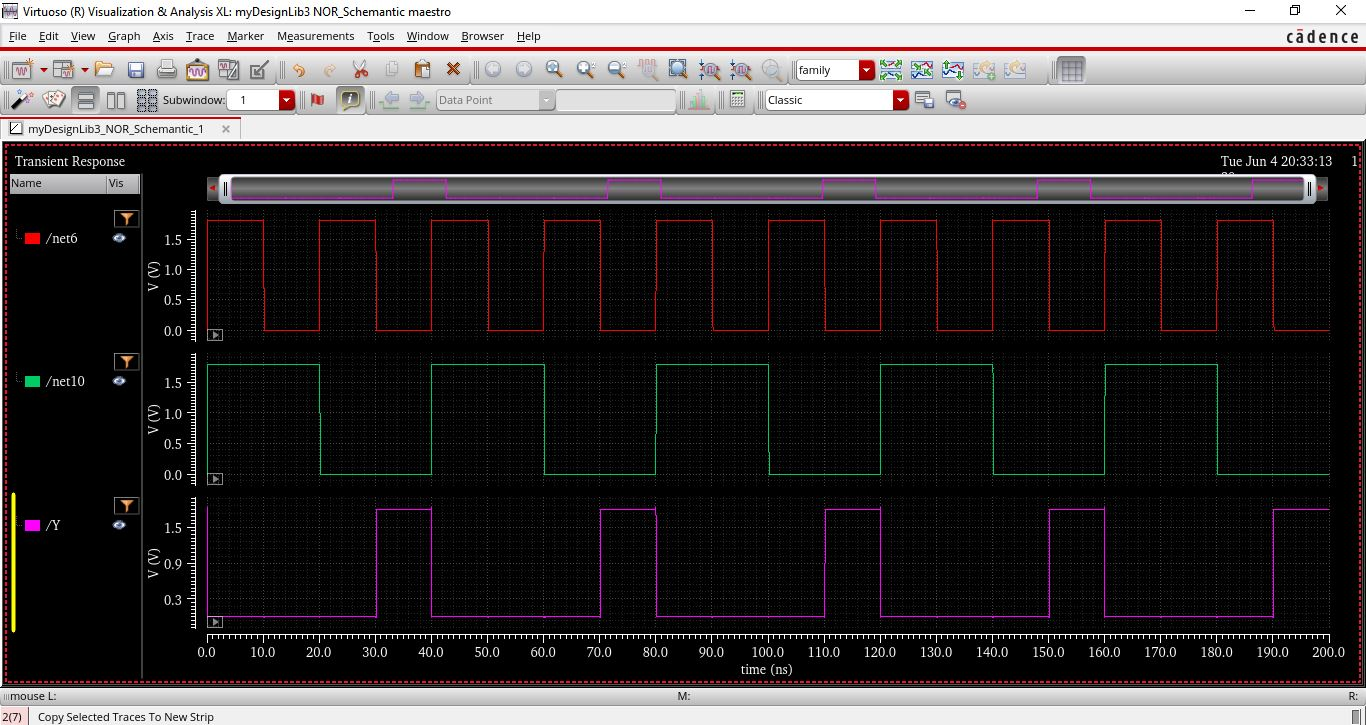 Virtuoso (R) Visualization & Analysis XL: myDesignLib3 NOR_Schemantic maestro
File Edit View Graph Axis Trace Marker Measurements Tools Window Browser Help
cādence
family
Subwindow: 1 Data Point Classic
myDesignLib3_NOR_Schemantic_1
Transient Response
Tue Jun 4 20:33:13 1
Name Vis
/net6
V (V)
1.5
1.0
0.5
0.0
/net10
V (V)
1.5
1.0
0.5
0.0
/Y
V (V)
1.5
0.9
0.3
0.0 10.0 20.0 30.0 40.0 50.0 60.0 70.0 80.0 90.0 100.0 110.0 120.0 130.0 140.0 150.0 160.0 170.0 180.0 190.0 200.0
time (ns)
mouse L: M: R:
2(7) Copy Selected Traces To New Strip